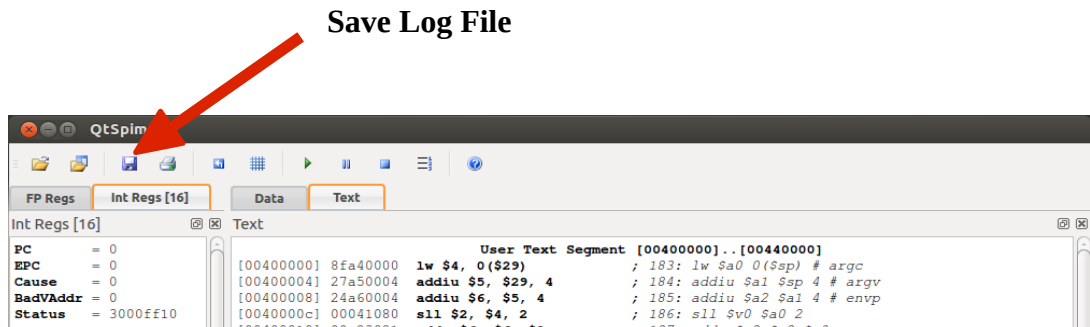 Save Log File
QtSpim
FP Regs Int Regs [16] Data Text
Int Regs [16] Text
PC = 0 User Text Segment [00400000]..[00440000]
EPC = 0 [00400000] 8fa40000 lw $4, 0($29) ; 183: lw $a0 0($sp) # argc
Cause = 0 [00400004] 27a50004 addiu $5, $29, 4 ; 184: addiu $a1 $sp 4 # argv
BadVAddr = 0 [00400008] 24a60004 addiu $6, $5, 4 ; 185: addiu $a2 $a1 4 # envp
Status = 3000ff10 [0040000c] 00041080 sll $2, $4, 2 ; 186: sll $v0 $a0 2